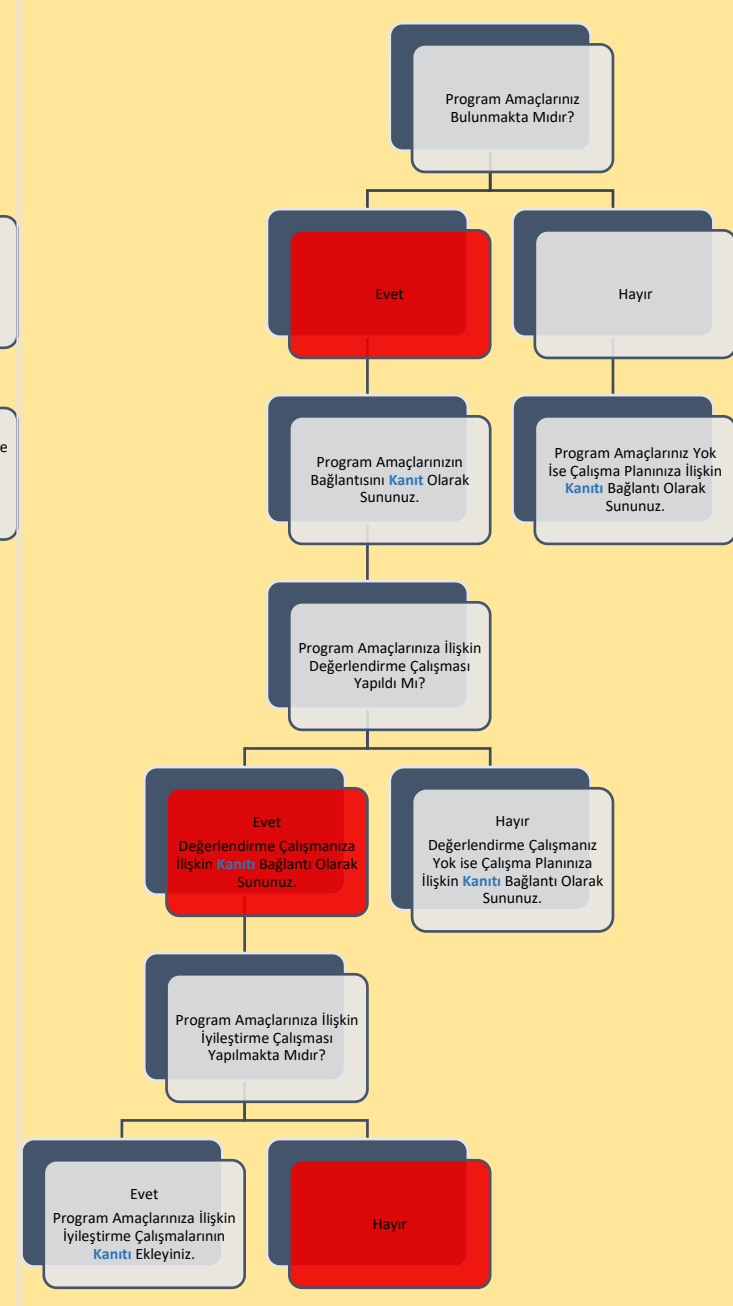 Program Amaçlarınız
Bulunmakta Mıdır?
Evet
Hayır
e
Program Amaçlarınızın
Bağlantısını Kanıt Olarak
Sununuz.
Program Amaçlarınız Yok
İse Çalışma Planınıza İlişkin
Kanıtı Bağlantı Olarak
Sununuz.
Program Amaçlarınıza İlişkin
Değerlendirme Çalışması
Yapıldı Mı?
Evet
Değerlendirme Çalışmanıza
İlişkin Kanıtı Bağlantı Olarak
Sununuz.
Hayır
Değerlendirme Çalışmanız
Yok ise Çalışma Planınıza
İlişkin Kanıtı Bağlantı Olarak
Sununuz.
Program Amaçlarınıza İlişkin
İyileştirme Çalışması
Yapılmakta Mıdır?
Evet
Program Amaçlarınıza İlişkin
İyileştirme Çalışmalarının
Kanıtı Ekleyiniz.
Hayır